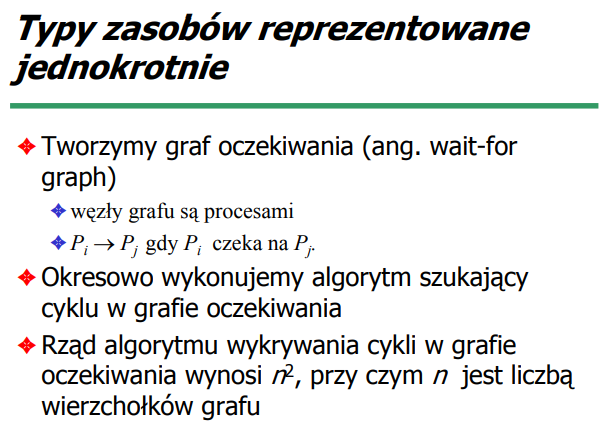 Typy zasobów reprezentowane
jednokrotnie
Tworzymy graf oczekiwania (ang. wait-for
graph)
węzły grafu są procesami
Pi → Pj gdy Pi czeka na Pj.
Okresowo wykonujemy algorytm szukający
cyklu w grafie oczekiwania
Rząd algorytmu wykrywania cykli w grafie
oczekiwania wynosi n², przy czym n jest liczbą
wierzchołków grafu